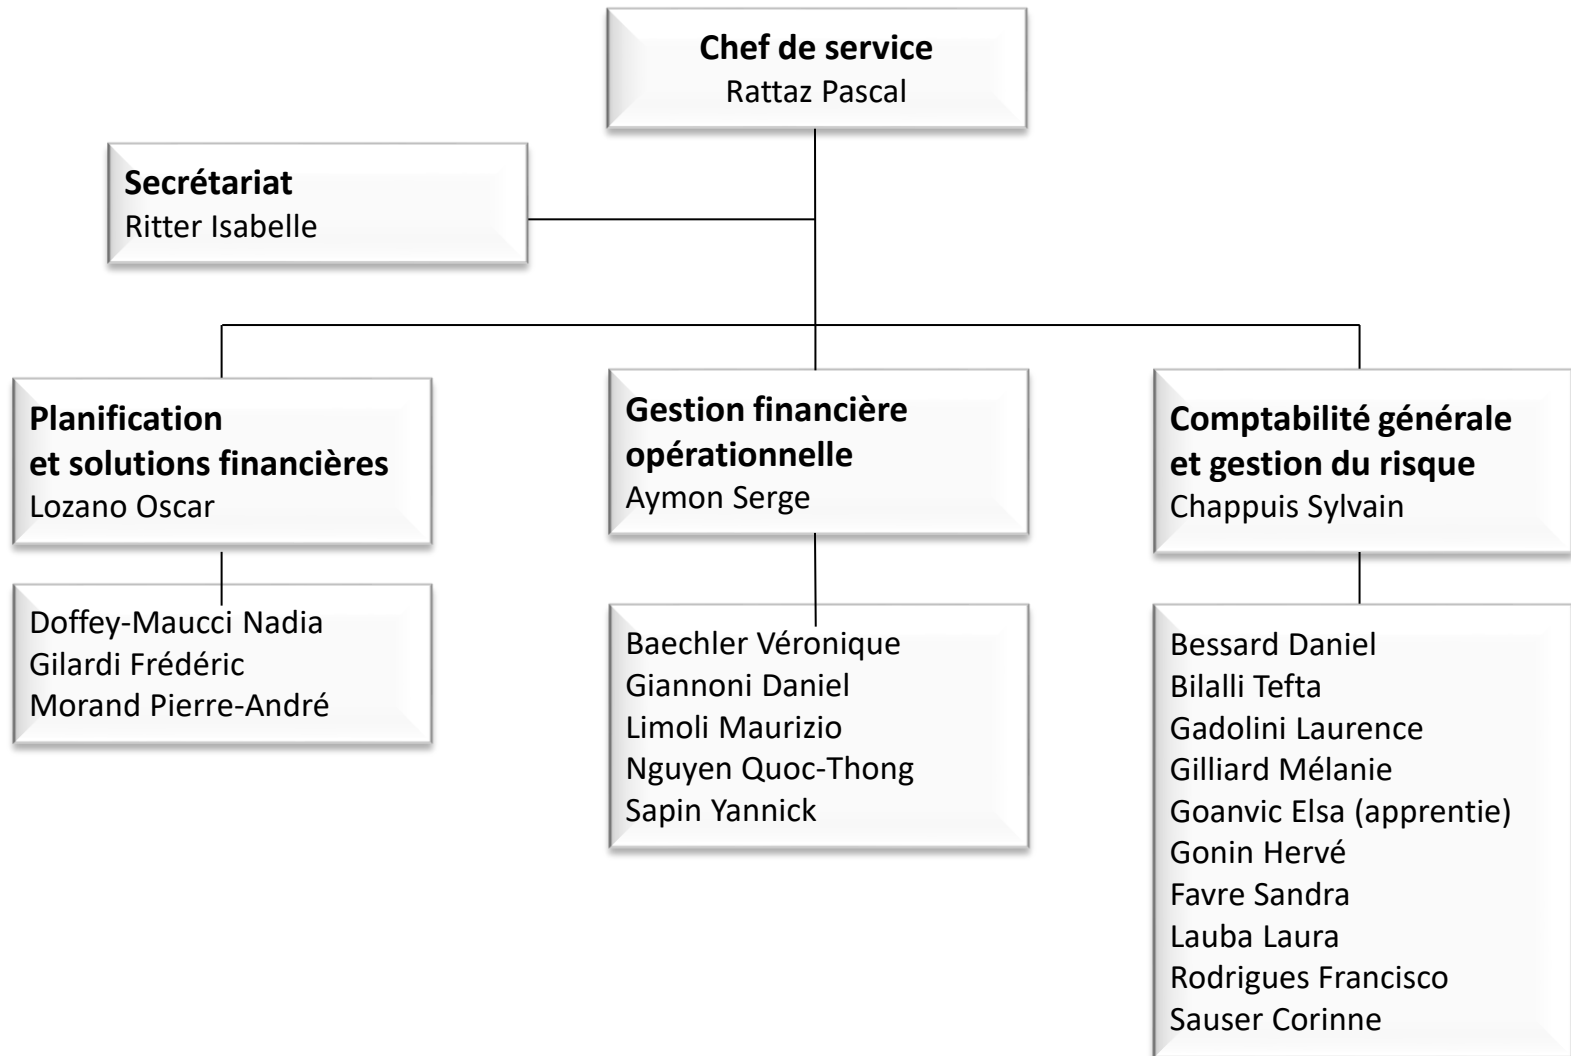 Chef de service
Rattaz Pascal
Secrétariat
Ritter Isabelle
Planification
et solutions financières
Lozano Oscar
Doffey-Maucci Nadia
Gilardi Frédéric
Morand Pierre-André
Gestion financière
opérationnelle
Aymon Serge
Baechler Véronique
Giannoni Daniel
Limoli Maurizio
Nguyen Quoc-Thong
Sapin Yannick
Comptabilité générale
et gestion du risque
Chappuis Sylvain
Bessard Daniel
Bilalli Tefta
Gadolini Laurence
Gilliard Mélanie
Goanvic Elsa (apprentie)
Gonin Hervé
Favre Sandra
Lauba Laura
Rodrigues Francisco
Sauser Corinne